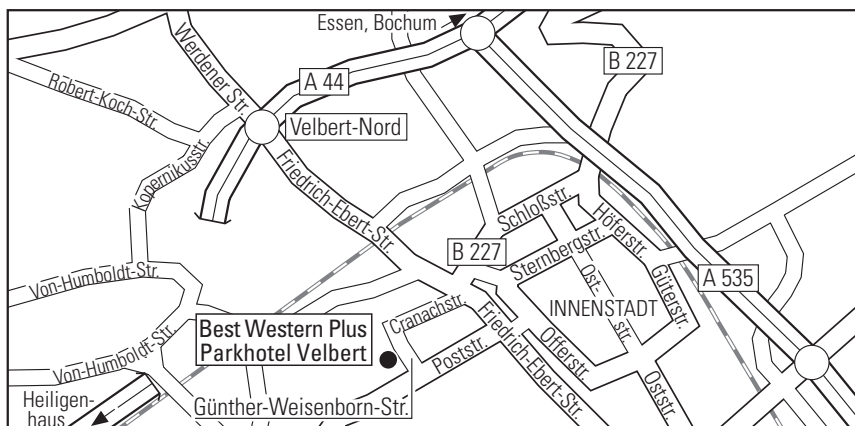 Essen, Bochum
B 227
Werdener Str.
A 44
Robert-Koch-Str.
Velbert-Nord
Kopernikusstr.
Friedrich-Ebert-Str.
Schloßstr.
Höferstr.
B 227
Sternbergstr.
Von-Humboldt-Str.
Ost-
str.
Güterstr.
A 535
INNENSTADT
Cranachstr.
Best Western Plus
Parkhotel Velbert
Von-Humboldt-Str.
Poststr.
Friedrich-Ebert-Str.
Offerstr.
Oststr.
Heiligen-
haus
Günther-Weisenborn-Str.